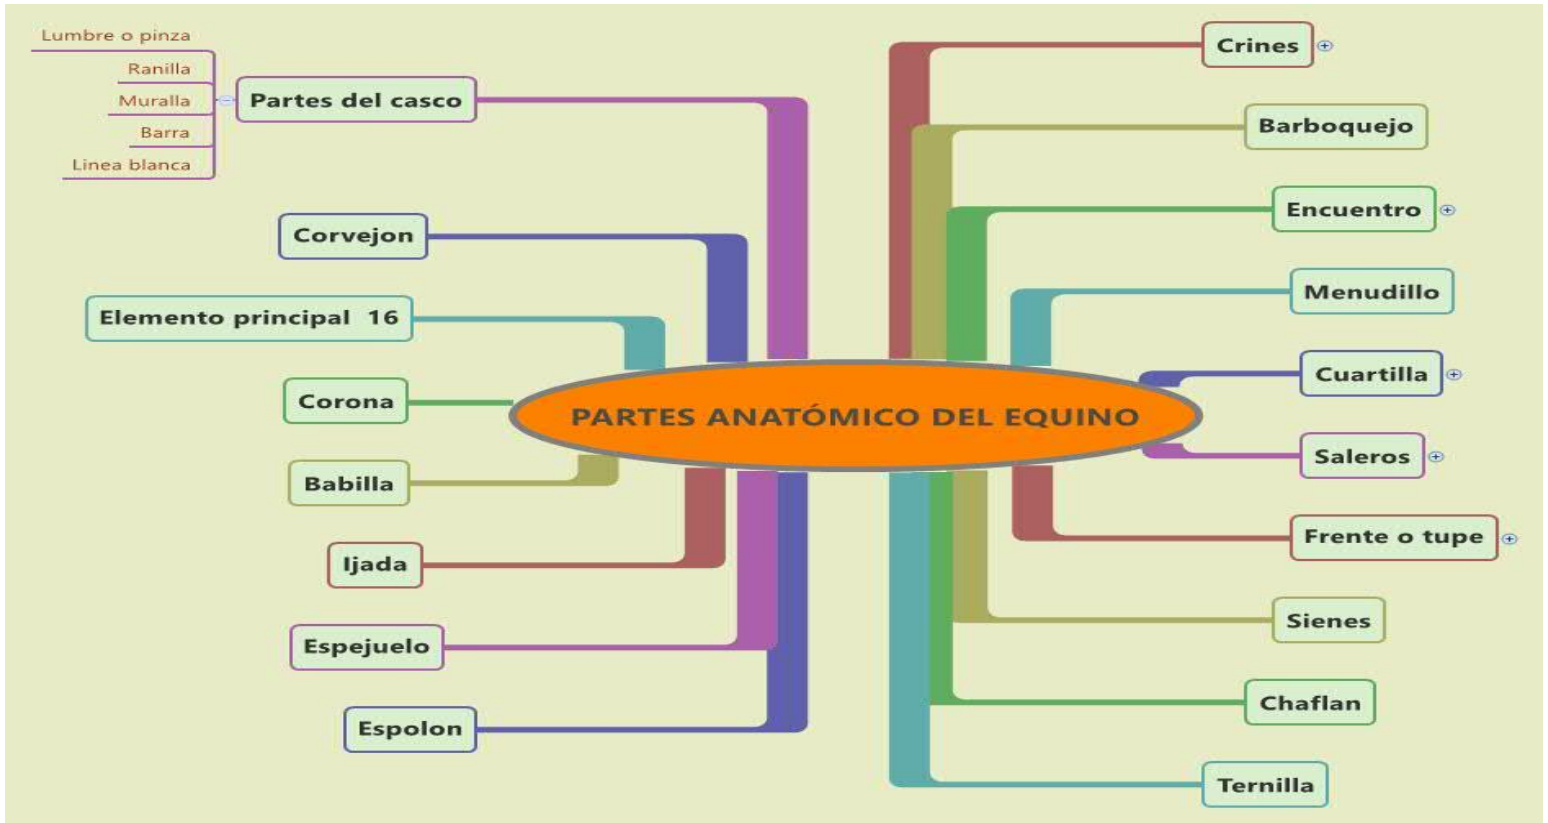 PARTES ANATÓMICO DEL EQUINO
Crines
Barboquejo
Encuentro
Menudillo
Cuartilla
Saleros
Frente o tupe
Sienes
Chaflan
Ternilla
Espolon
Espejuelo
Ijada
Babilla
Corona
Elemento principal 16
Corvejon
Partes del casco
Lumbre o pinza
Ranilla
Muralla
Barra
Linea blanca